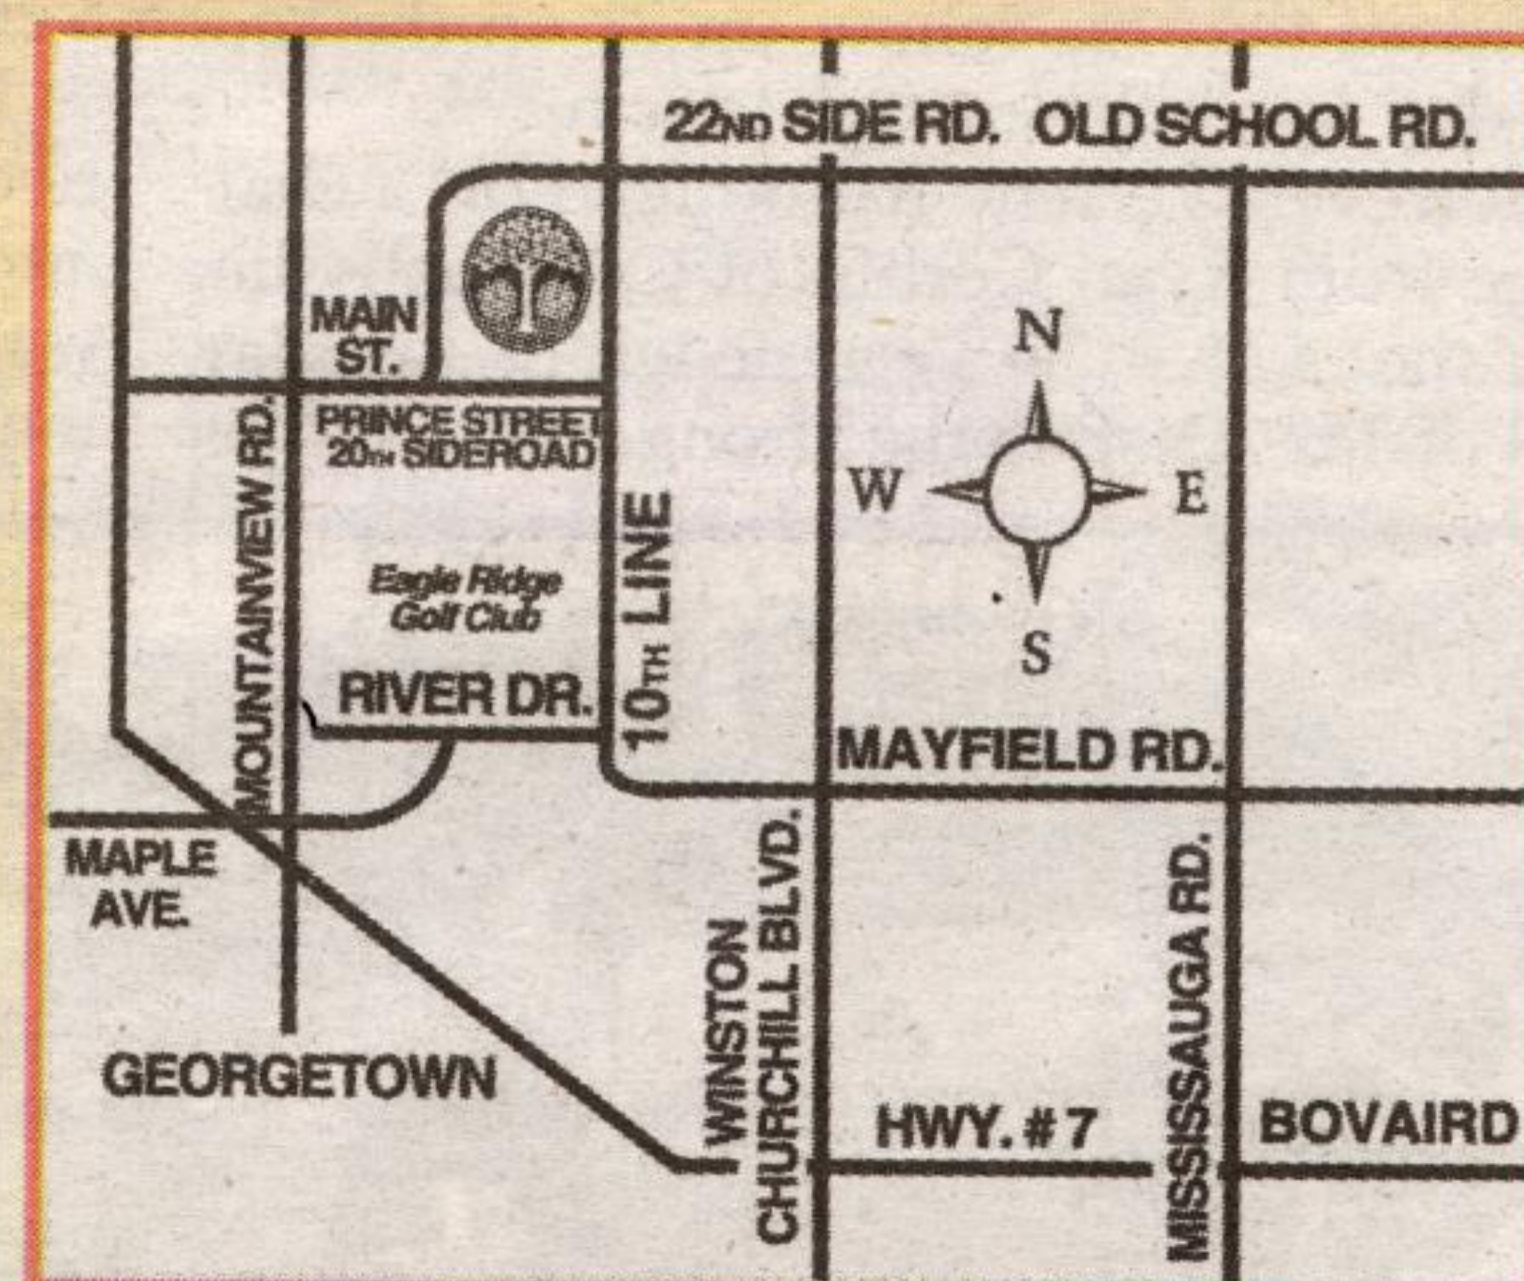 22ND SIDE RD. OLD SCHOOL RD.
MAIN
ST.
PRINCE STREET
20TH SIDEROAD
MOUNTAINVIEW RD.
Eagle Ridge
Golf Club
10TH LINE
RIVER DR.
N
W E
S
MAYFIELD RD.
MAPLE
AVE.
GEORGETOWN
WINSTON
CHURCHILL BLVD.
HWY. # 7
MISSISSAUGA RD.
BOVAIRD